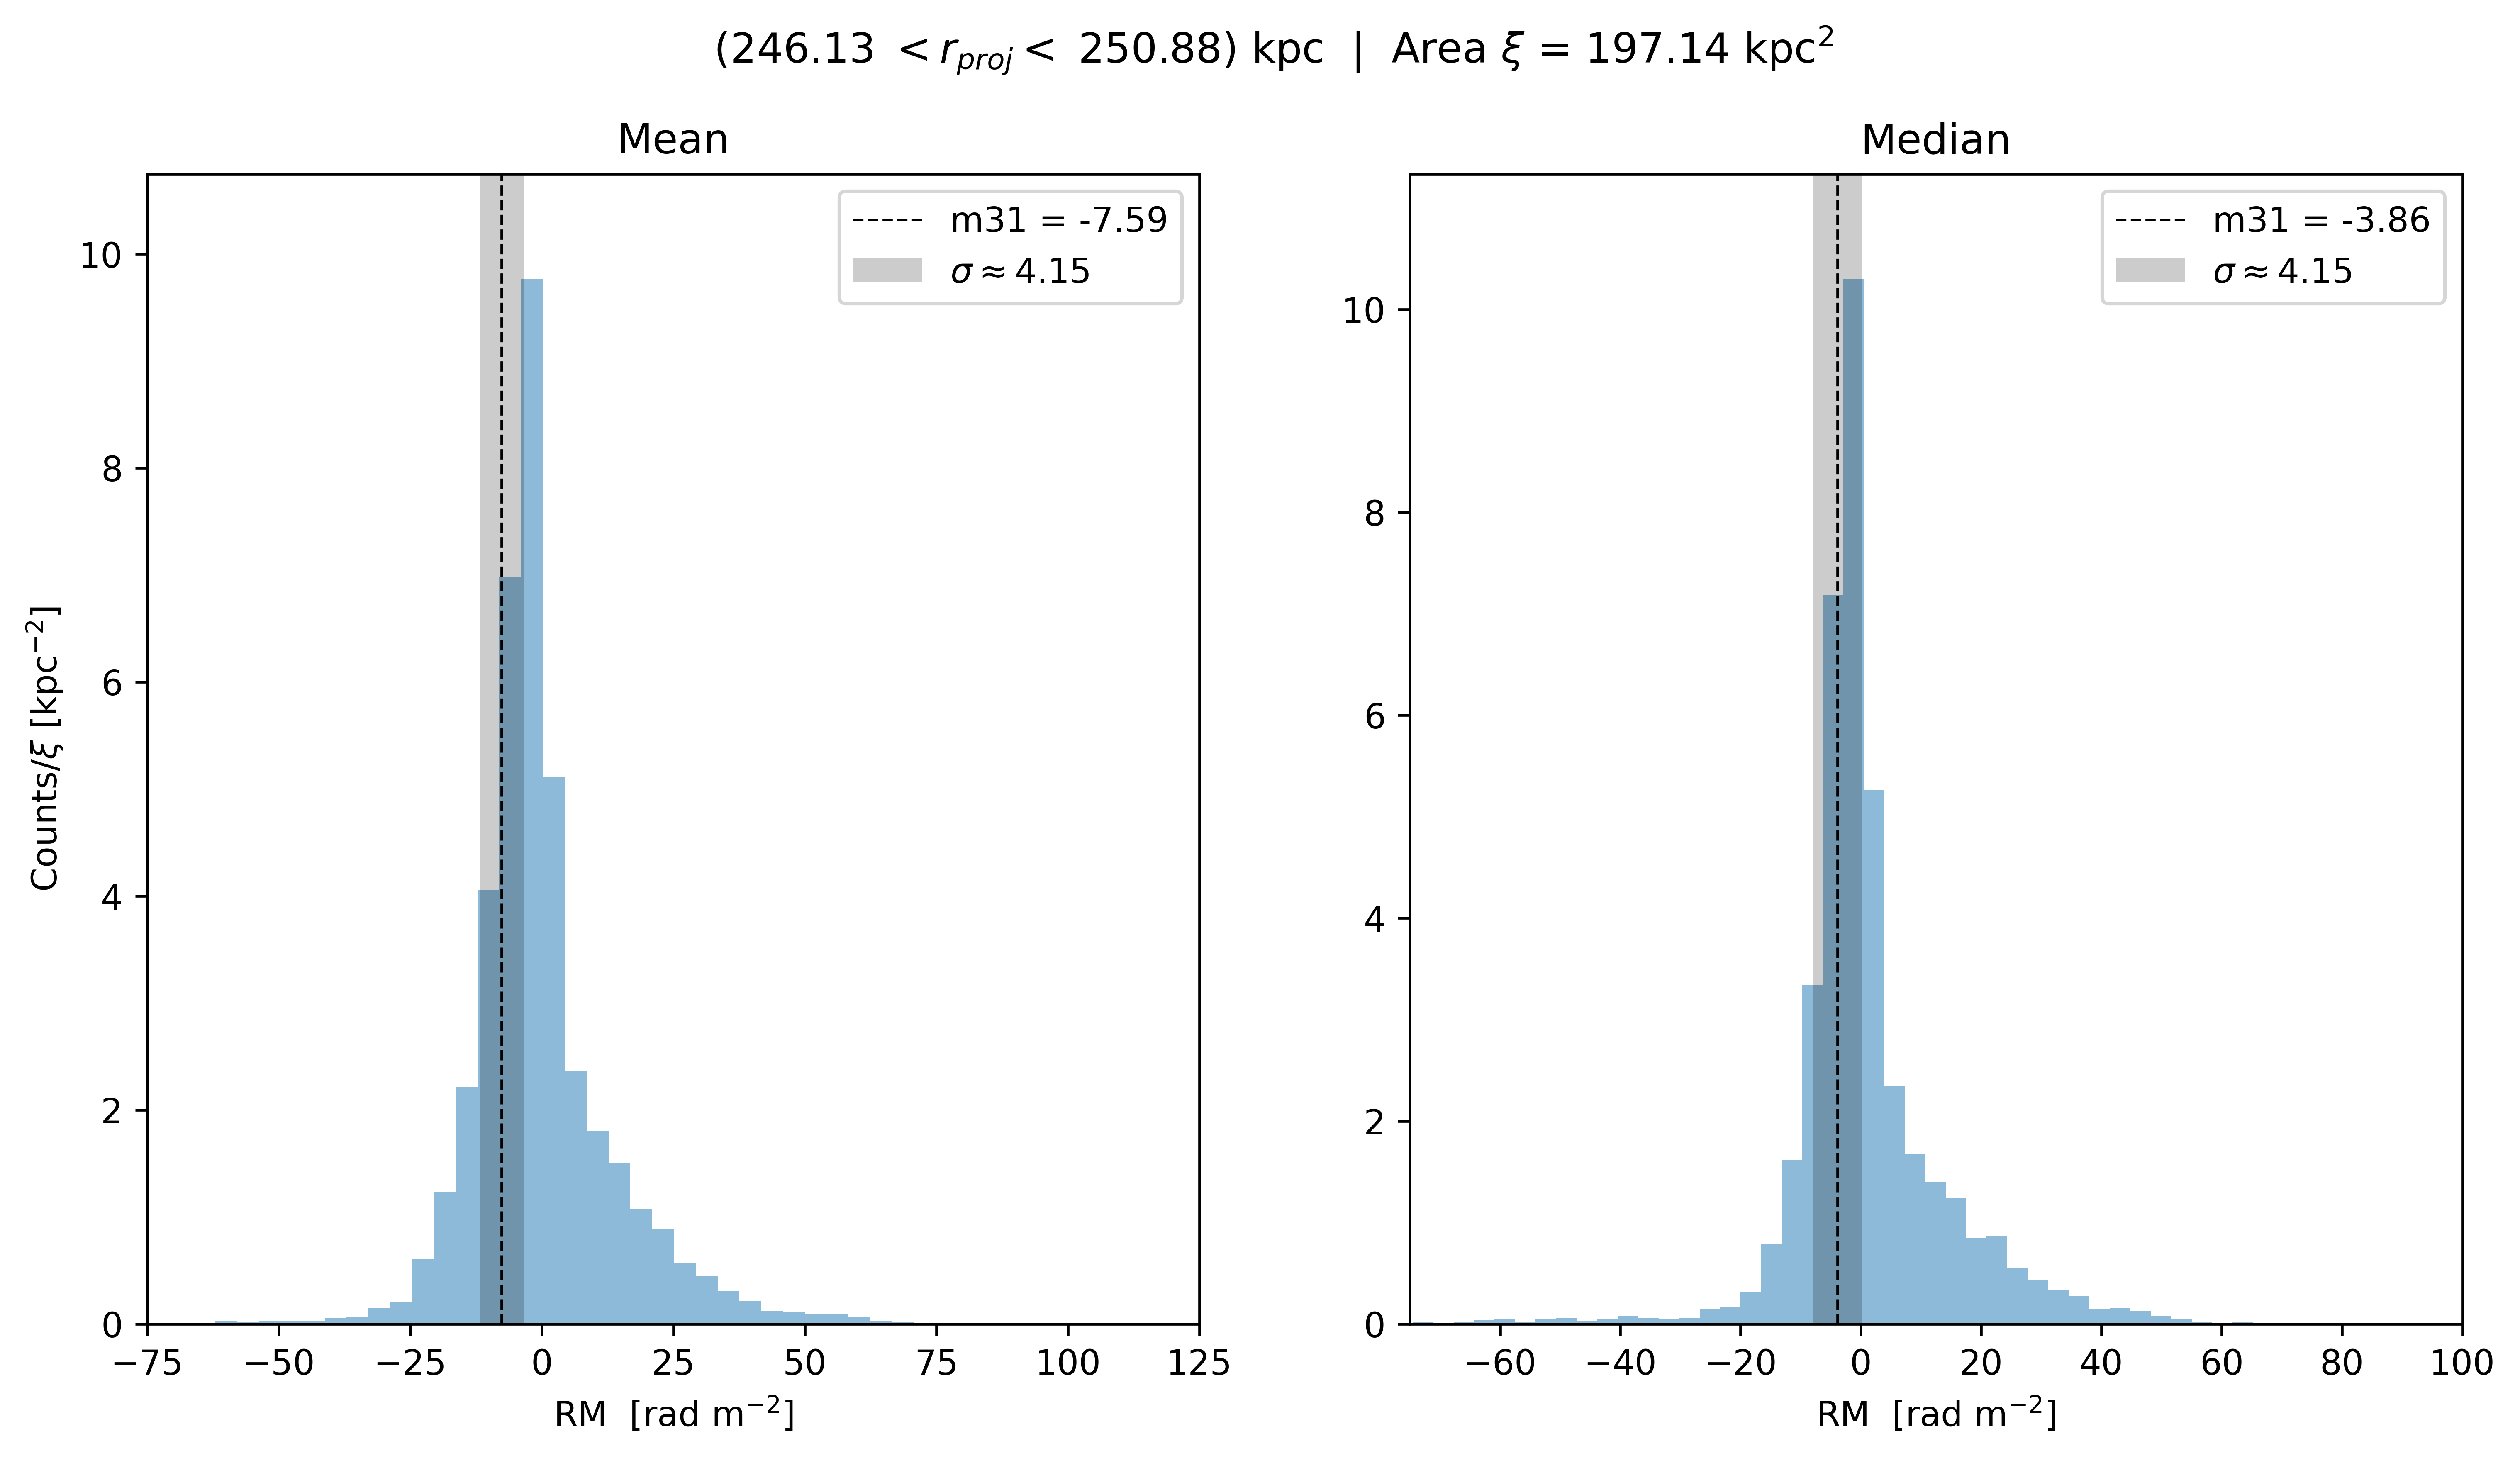 (246.13 < r_proj < 250.88) kpc | Area ξ = 197.14 kpc²
Mean
m31 = -7.59
σ ≈ 4.15
10
8
6
4
2
0
Counts/ξ [kpc⁻²]
−75 −50 −25 0 25 50 75 100 125
RM [rad m⁻²]
Median
m31 = -3.86
σ ≈ 4.15
10
8
6
4
2
0
−60 −40 −20 0 20 40 60 80 100
RM [rad m⁻²]